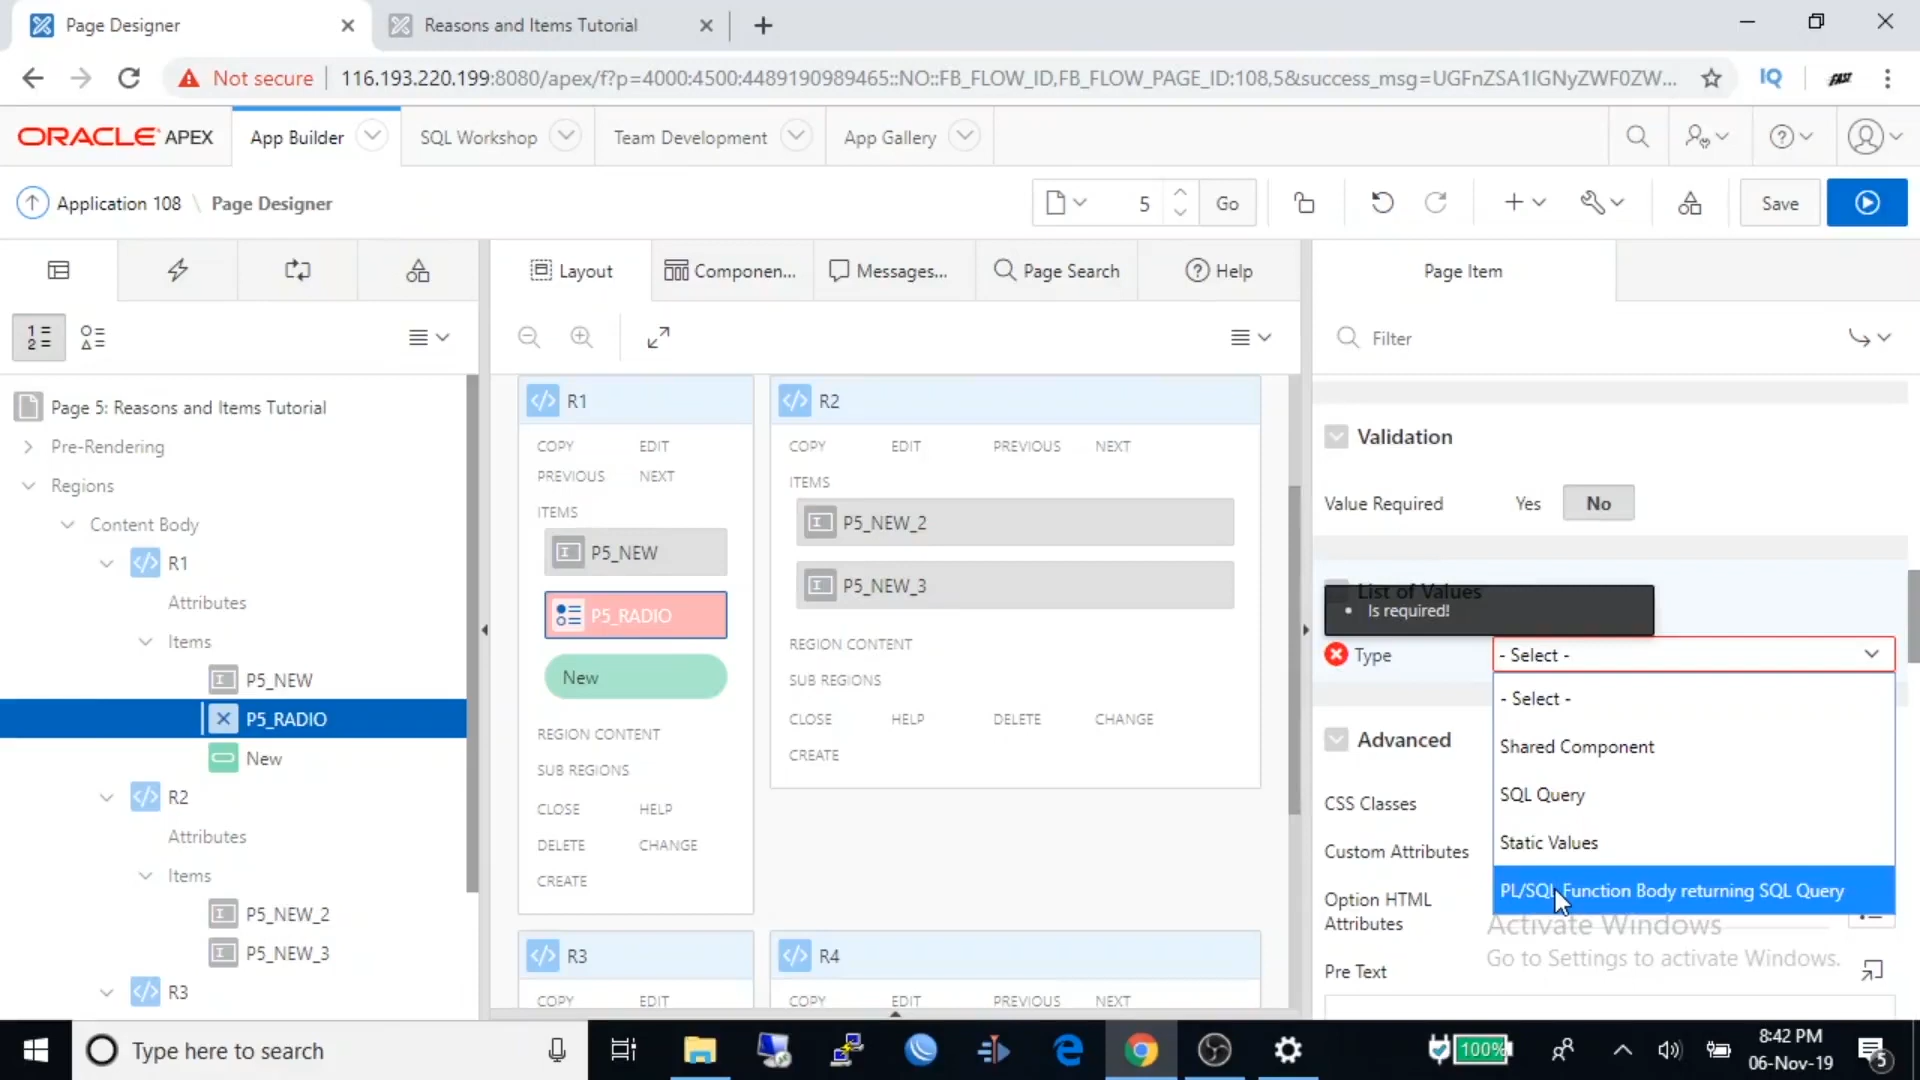 Page Designer
Reasons and Items Tutorial
Not secure
116.193.220.199:8080/apex/f?p=4000:4500:4489190989465::NO::FB_FLOW_ID,FB_FLOW_PAGE_ID:108,5&success_msg=UGFnZSA1IGNyZWF0ZW...
IQ
FAST
ORACLE APEX
App Builder
SQL Workshop
Team Development
App Gallery
Application 108 \ Page Designer
5
Go
Save
Layout
Componen...
Messages...
Page Search
Help
Page Item
Filter
Page 5: Reasons and Items Tutorial
Pre-Rendering
Regions
Content Body
R1
Attributes
Items
P5_NEW
P5_RADIO
New
R2
Attributes
Items
P5_NEW_2
P5_NEW_3
R3
R1
COPY EDIT
PREVIOUS NEXT
ITEMS
P5_NEW
P5_RADIO
New
REGION CONTENT
SUB REGIONS
CLOSE HELP
DELETE CHANGE
CREATE
R2
COPY EDIT PREVIOUS NEXT
ITEMS
P5_NEW_2
P5_NEW_3
REGION CONTENT
SUB REGIONS
CLOSE HELP DELETE CHANGE
CREATE
R3
COPY EDIT
R4
COPY EDIT PREVIOUS NEXT
Validation
Value Required Yes No
List of Values
• Is required!
Type - Select -
- Select -
Shared Component
SQL Query
Static Values
PL/SQL Function Body returning SQL Query
Advanced
CSS Classes
Custom Attributes
Option HTML
Attributes
Pre Text
Activate Windows
Go to Settings to activate Windows.
Type here to search
100%
8:42 PM
06-Nov-19
5